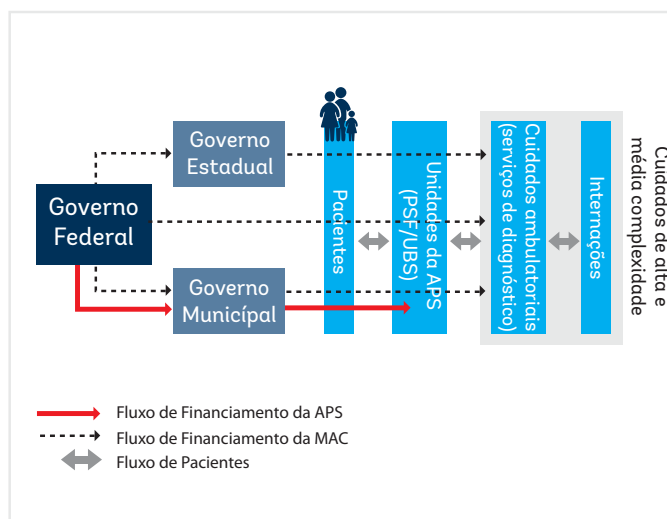 Governo
Estadual
Governo
Federal
Governo
Municípal
Pacientes
Unidades da APS
(PSF/UBS)
Cuidados ambulatoriais
(serviços de diagnóstico)
Internações
Cuidados de alta e
média complexidade
Fluxo de Financiamento da APS
Fluxo de Financiamento da MAC
Fluxo de Pacientes